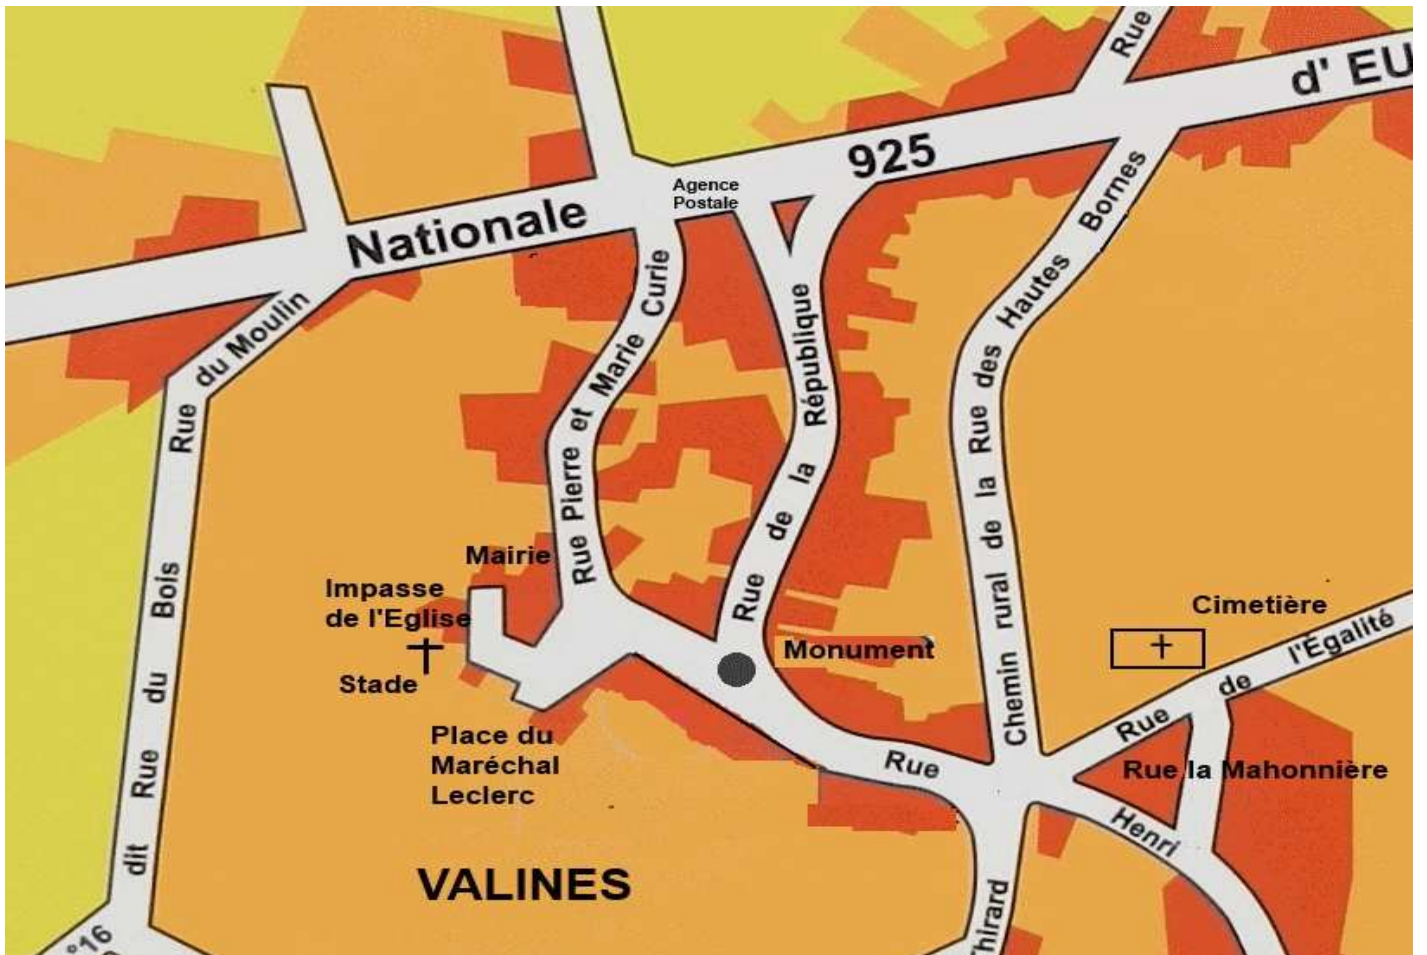 Rue
d' EU
925
Agence
Postale
Nationale
Rue du Moulin
Rue Pierre et Marie Curie
Rue de la République
Chemin rural de la Rue des Hautes Bornes
Mairie
Impasse
de l'Eglise
Stade
Monument
Cimetière
Rue de l'Égalité
Place du
Maréchal
Leclerc
Rue
Rue la Mahonnière
Henri
VALINES
dit Rue du Bois
Thirard
°16